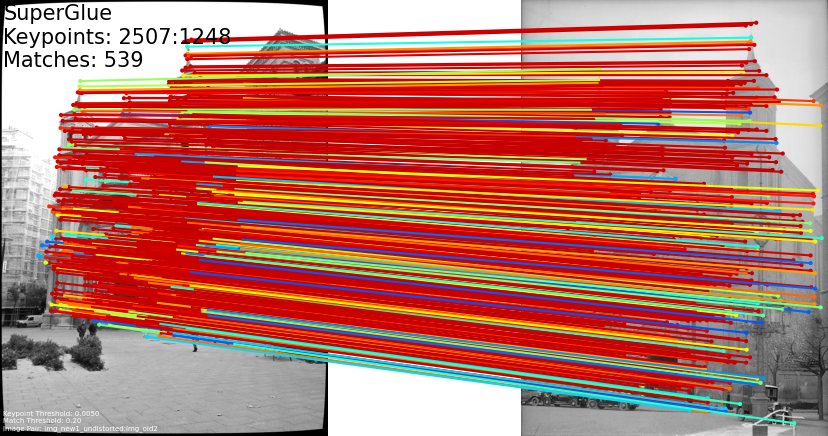 SuperGlue
Keypoints: 2507:1248
Matches: 539
Keypoint Threshold: 0.0050
Match Threshold: 0.20
Image Pair: img_new1_undistorted:img_old2